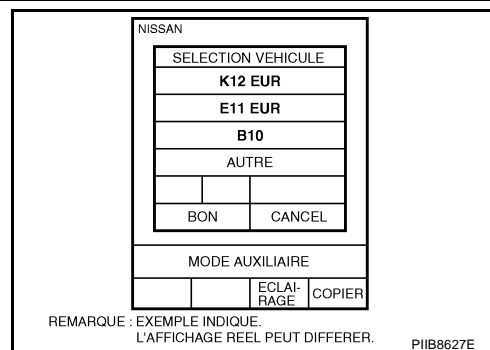 NISSAN
SELECTION VEHICULE
K12 EUR
E11 EUR
B10
AUTRE
BON CANCEL
MODE AUXILIAIRE
ECLAI-
RAGE COPIER
REMARQUE : EXEMPLE INDIQUE.
L'AFFICHAGE REEL PEUT DIFFERER.
PIIB8627E